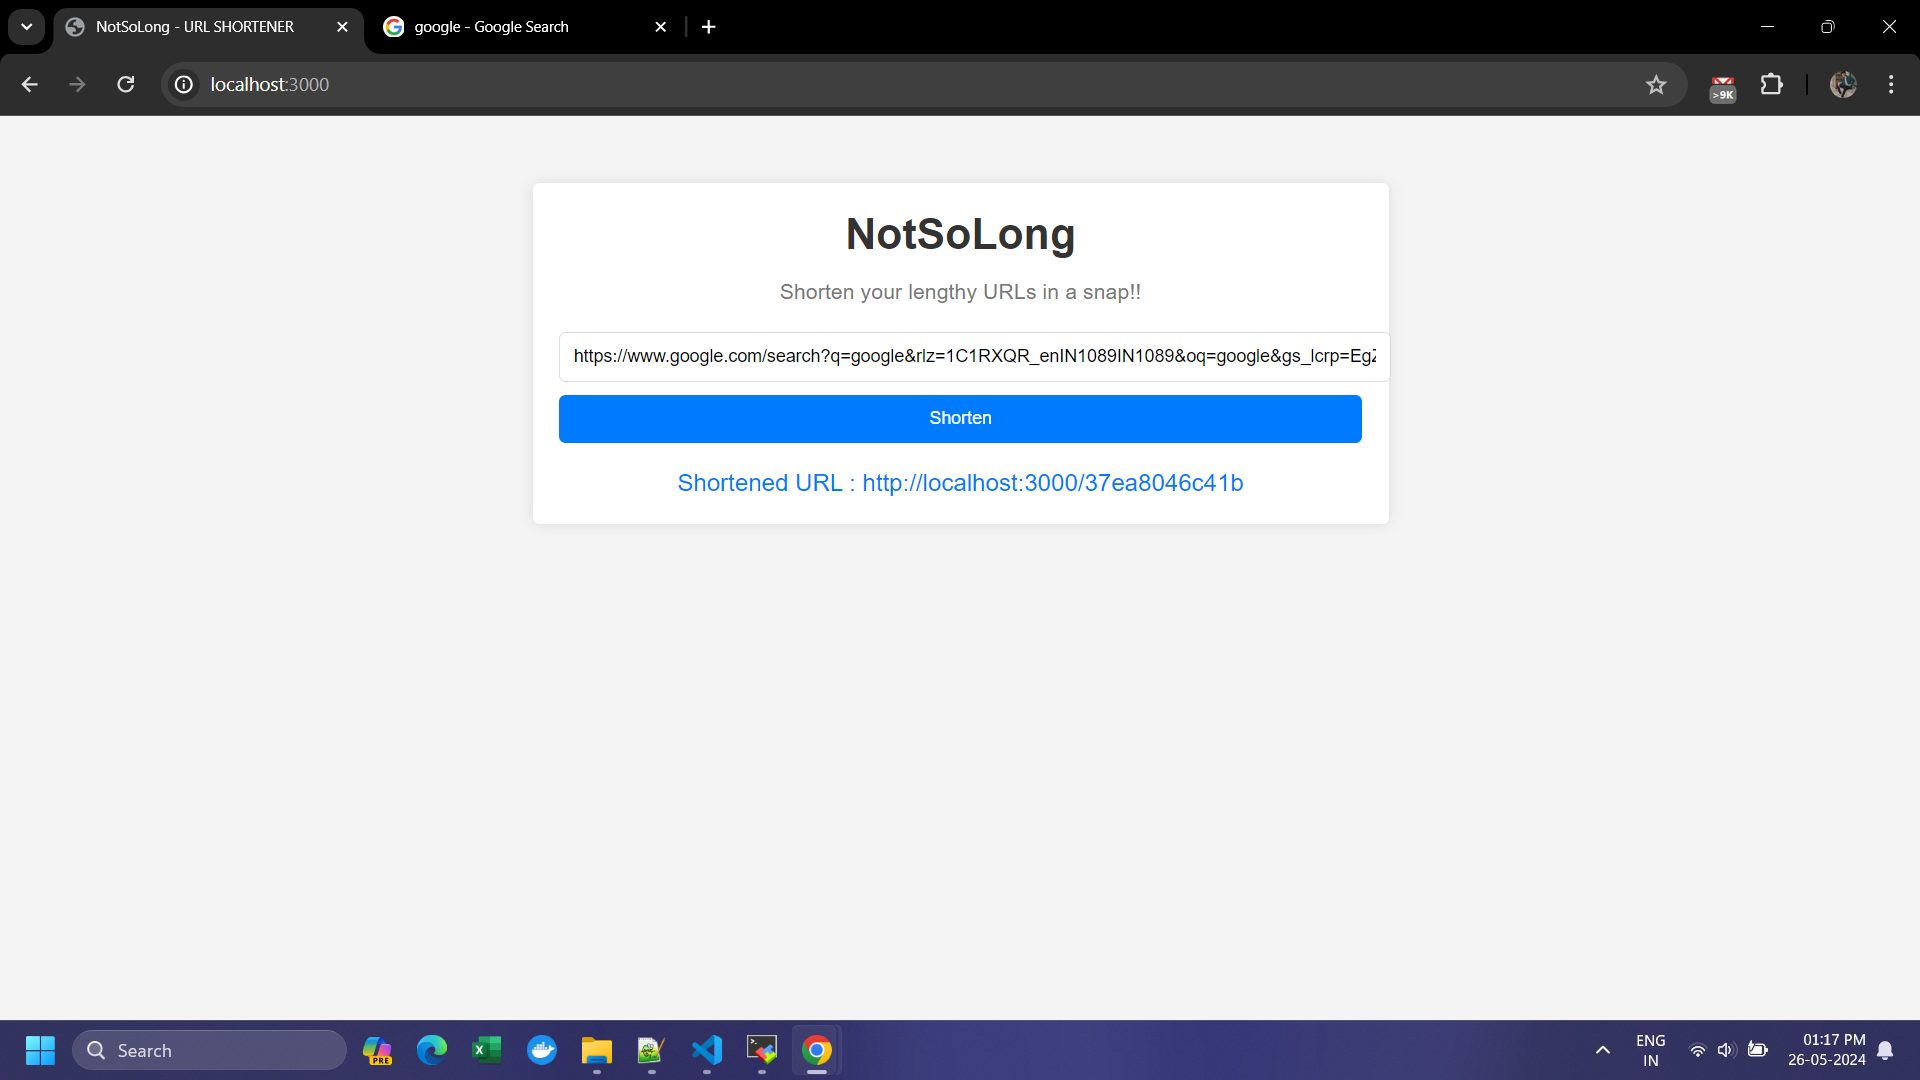 NotSoLong - URL SHORTENER
google - Google Search
localhost:3000
>9K
NotSoLong
Shorten your lengthy URLs in a snap!!
https://www.google.com/search?q=google&rlz=1C1RXQR_enIN1089IN1089&oq=google&gs_lcrp=EgZ
Shorten
Shortened URL : http://localhost:3000/37ea8046c41b
Search
PRE
ENG
IN
01:17 PM
26-05-2024